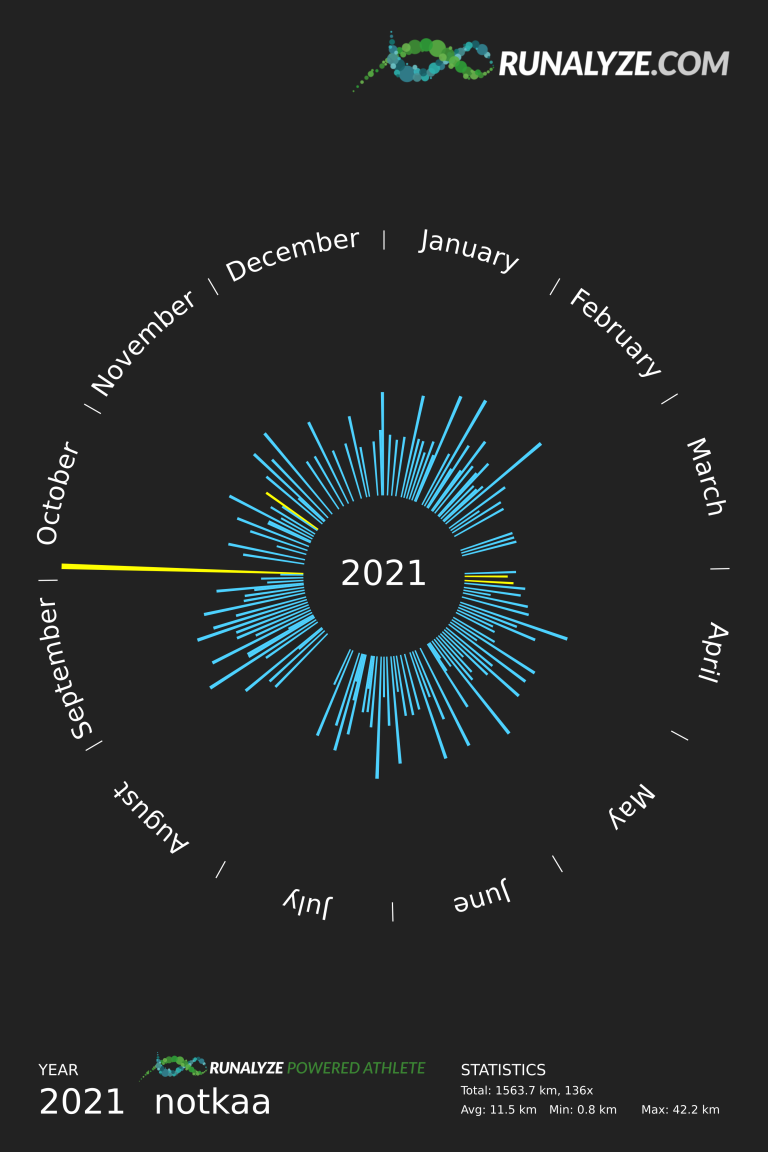 RUNALYZE.COM
January
February
March
April
May
June
July
August
September
October
November
December
2021
YEAR
2021
RUNALYZE POWERED ATHLETE
notkaa
STATISTICS
Total: 1563.7 km, 136x
Avg: 11.5 km Min: 0.8 km Max: 42.2 km